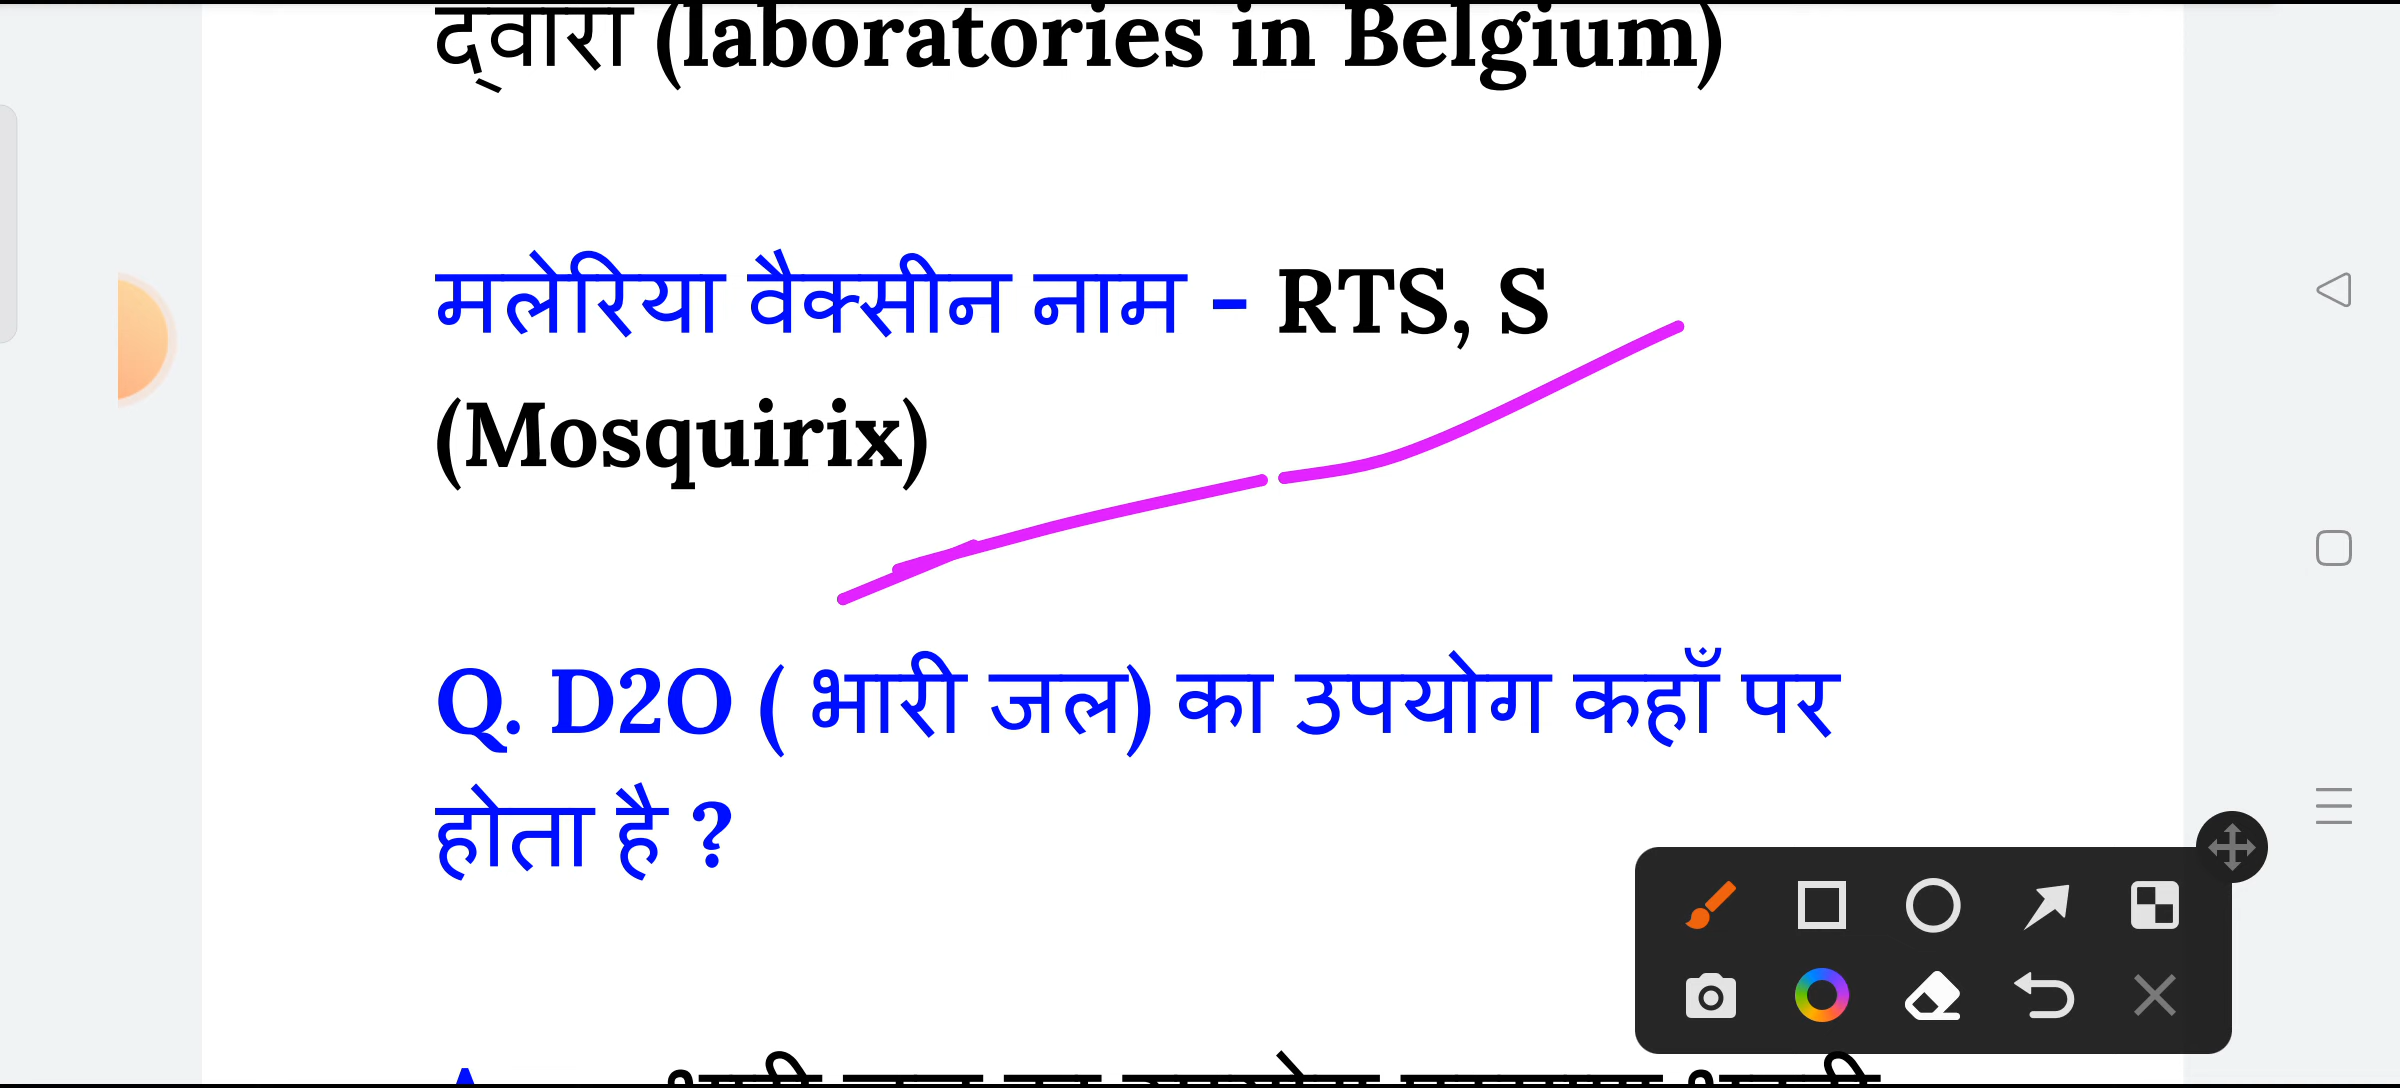 द्वारा (laboratories in Belgium)
मलेरिया वैक्सीन नाम - RTS, S
(Mosquirix)
Q. D2O ( भारी जल) का उपयोग कहाँ पर
होता है ?